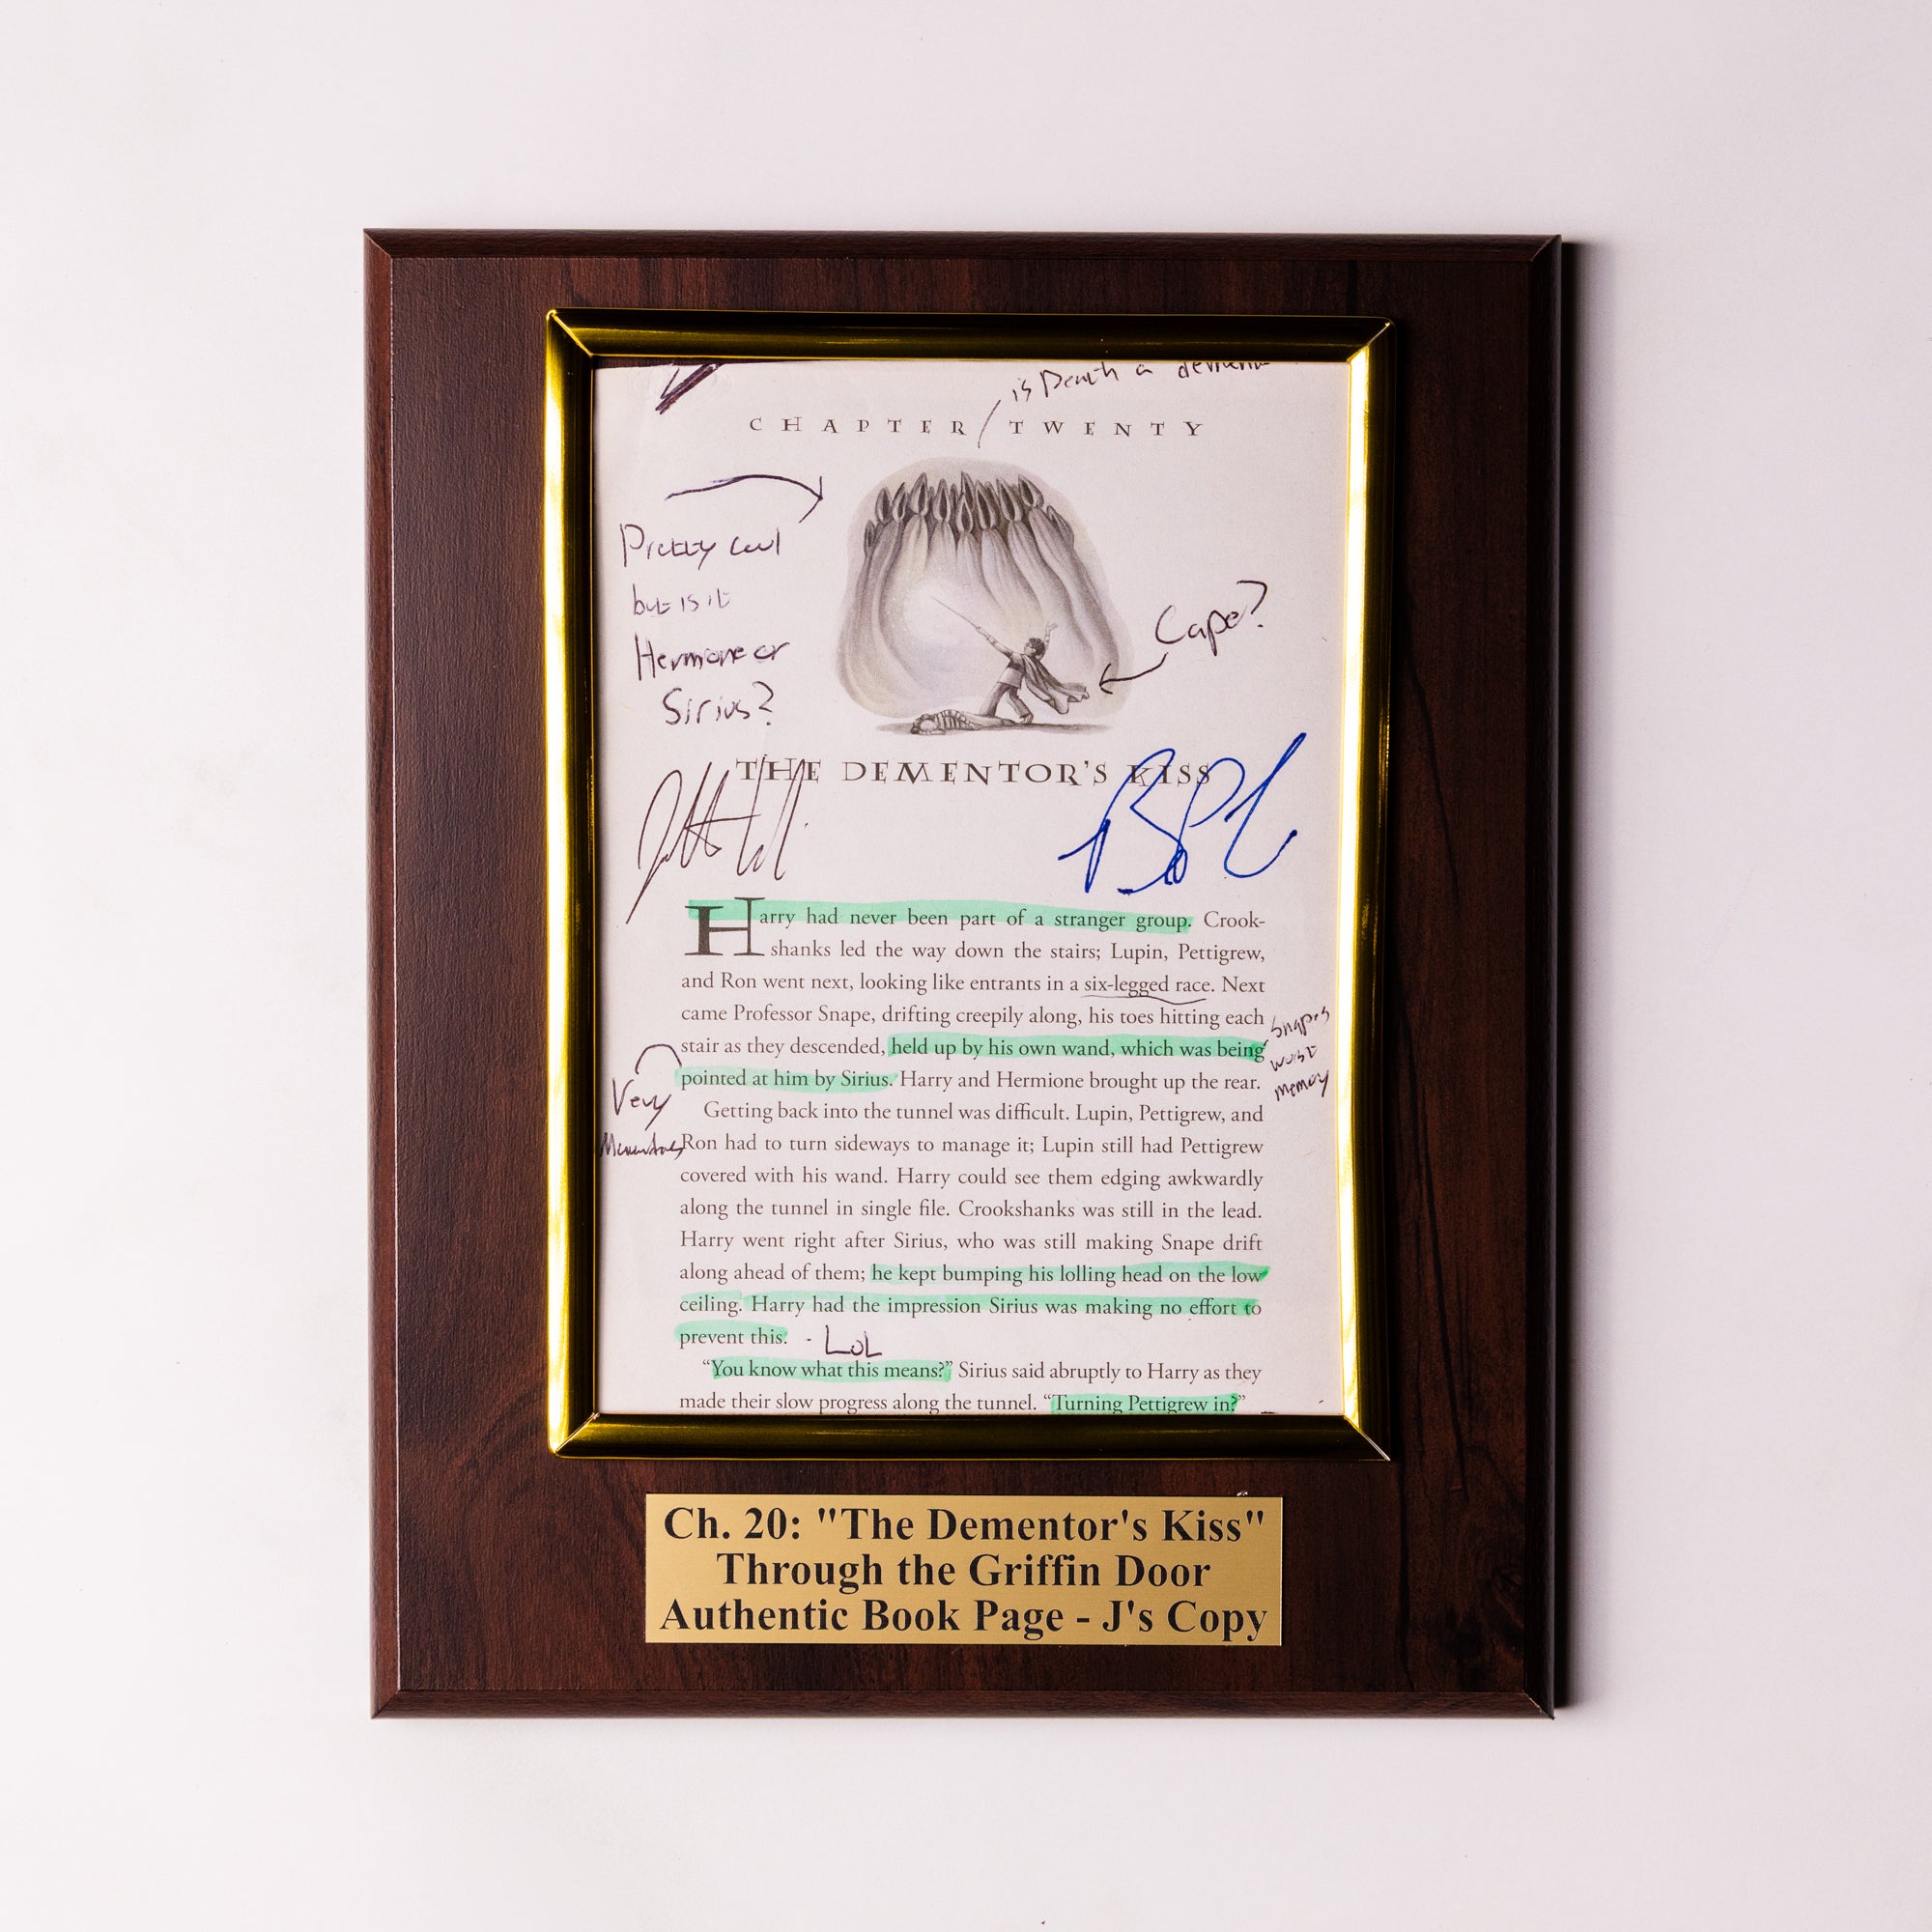 is Death a
CHAPTER TWENTY
Pretty cool
but is it
Hermione or
Sirius?
Cape?
THE DEMENTOR'S KISS
Harry had never been part of a stranger group. Crook-
shanks led the way down the stairs; Lupin, Pettigrew,
and Ron went next, looking like entrants in a six-legged race. Next
came Professor Snape, drifting creepily along, his toes hitting each
stair as they descended, held up by his own wand, which was being
pointed at him by Sirius. Harry and Hermione brought up the rear.
Snapes
worst
memory
Very
Getting back into the tunnel was difficult. Lupin, Pettigrew, and
Ron had to turn sideways to manage it; Lupin still had Pettigrew
covered with his wand. Harry could see them edging awkwardly
along the tunnel in single file. Crookshanks was still in the lead.
Harry went right after Sirius, who was still making Snape drift
along ahead of them; he kept bumping his lolling head on the low
ceiling. Harry had the impression Sirius was making no effort to
prevent this. - LOL
“You know what this means?” Sirius said abruptly to Harry as they
made their slow progress along the tunnel. “Turning Pettigrew in?”
Ch. 20: "The Dementor's Kiss"
Through the Griffin Door
Authentic Book Page - J's Copy